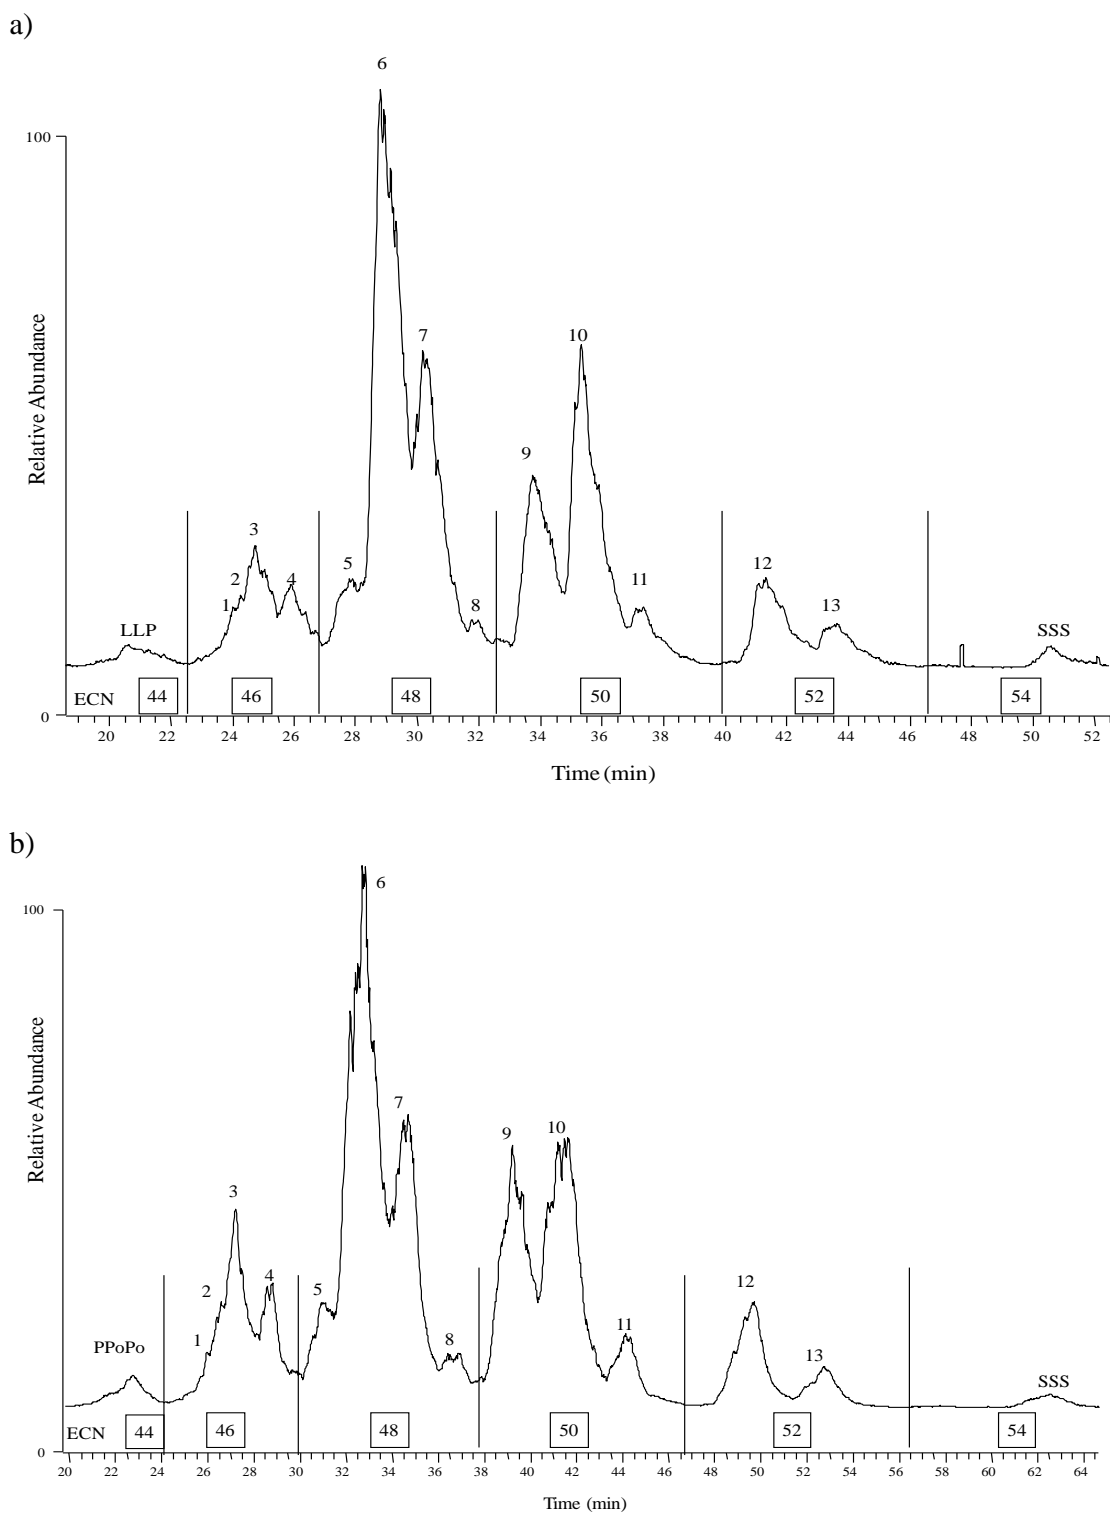 a)
6
100
7
10
9
3
5
12
11
2
4
1
8
13
LLP
SSS
Relative Abundance
ECN 44 46 48 50 52 54
0
20 22 24 26 28 30 32 34 36 38 40 42 44 46 48 50 52
Time (min)
b)
6
100
7
9
10
3
4
2
5
12
11
1
8
13
PPoPo
SSS
Relative Abundance
ECN 44 46 48 50 52 54
0
20 22 24 26 28 30 32 34 36 38 40 42 44 46 48 50 52 54 56 58 60 62 64
Time (min)